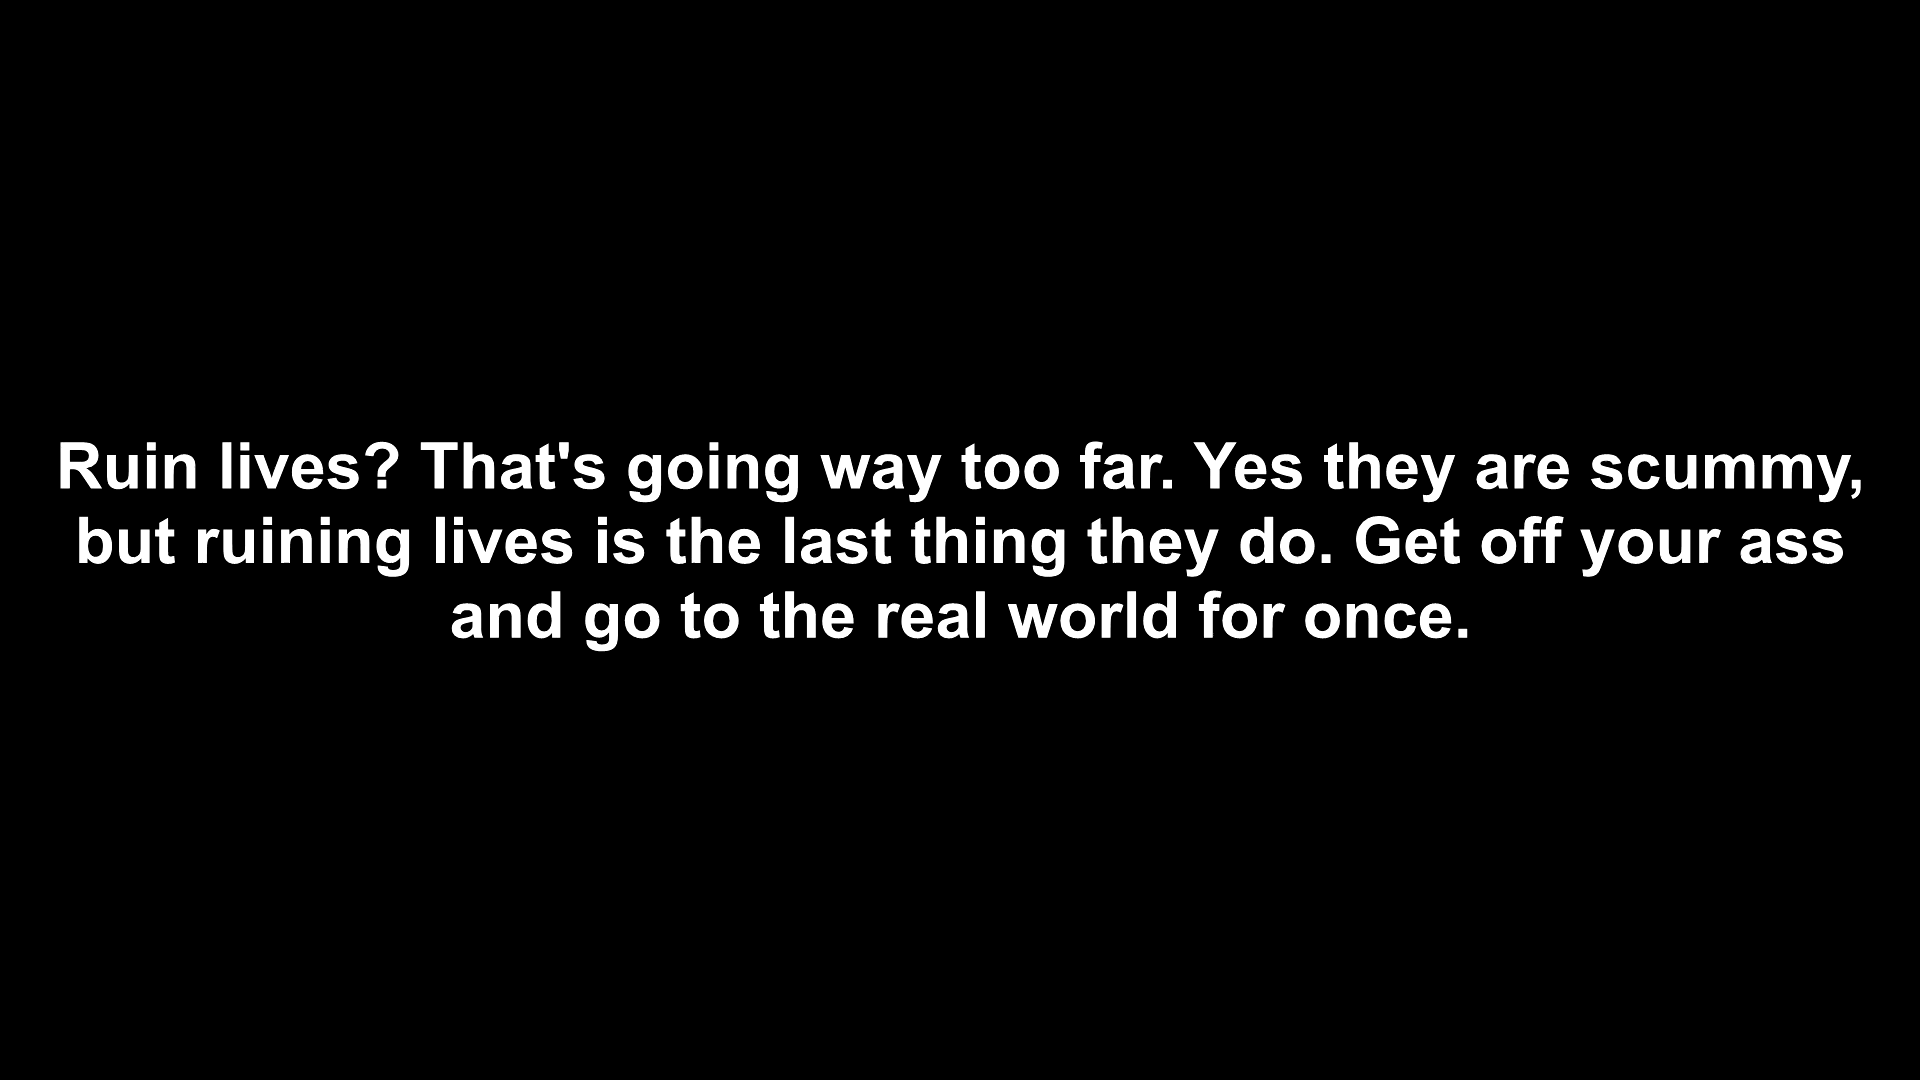 Ruin lives? That's going way too far. Yes they are scummy,
but ruining lives is the last thing they do. Get off your ass
and go to the real world for once.